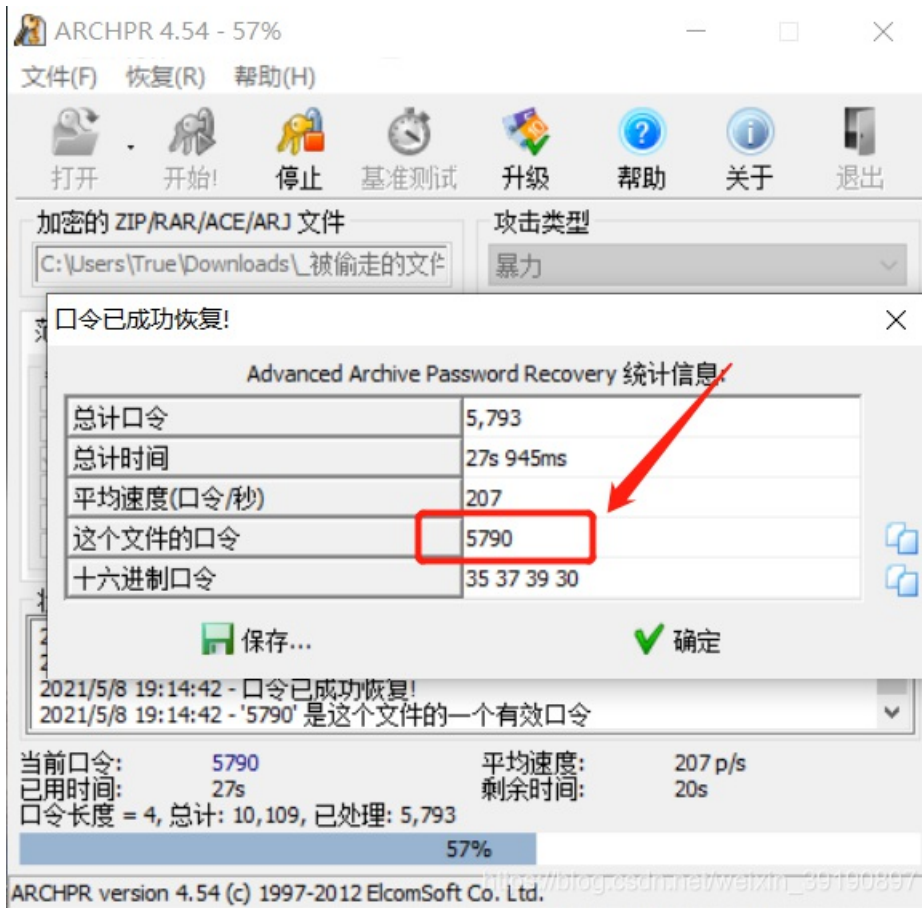 ARCHPR 4.54 - 57%
文件(F) 恢复(R) 帮助(H)
打开 开始! 停止 基准测试 升级 帮助 关于 退出
加密的 ZIP/RAR/ACE/ARJ 文件
攻击类型
C:\Users\True\Downloads\_被偷走的文件
暴力
口令已成功恢复!
Advanced Archive Password Recovery 统计信息:
总计口令 5,793
总计时间 27s 945ms
平均速度(口令/秒) 207
这个文件的口令 5790
十六进制口令 35 37 39 30
保存... 确定
2021/5/8 19:14:42 - 口令已成功恢复!
2021/5/8 19:14:42 - '5790' 是这个文件的一个有效口令
当前口令: 5790 平均速度: 207 p/s
已用时间: 27s 剩余时间: 20s
口令长度 = 4, 总计: 10,109, 已处理: 5,793
57%
https://blog.csdn.net/weixin_39190897
ARCHPR version 4.54 (c) 1997-2012 ElcomSoft Co. Ltd.